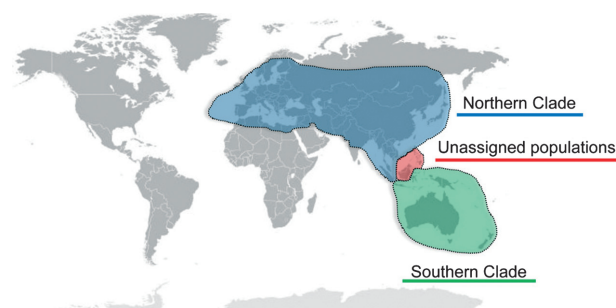 Northern Clade
Unassigned populations
Southern Clade